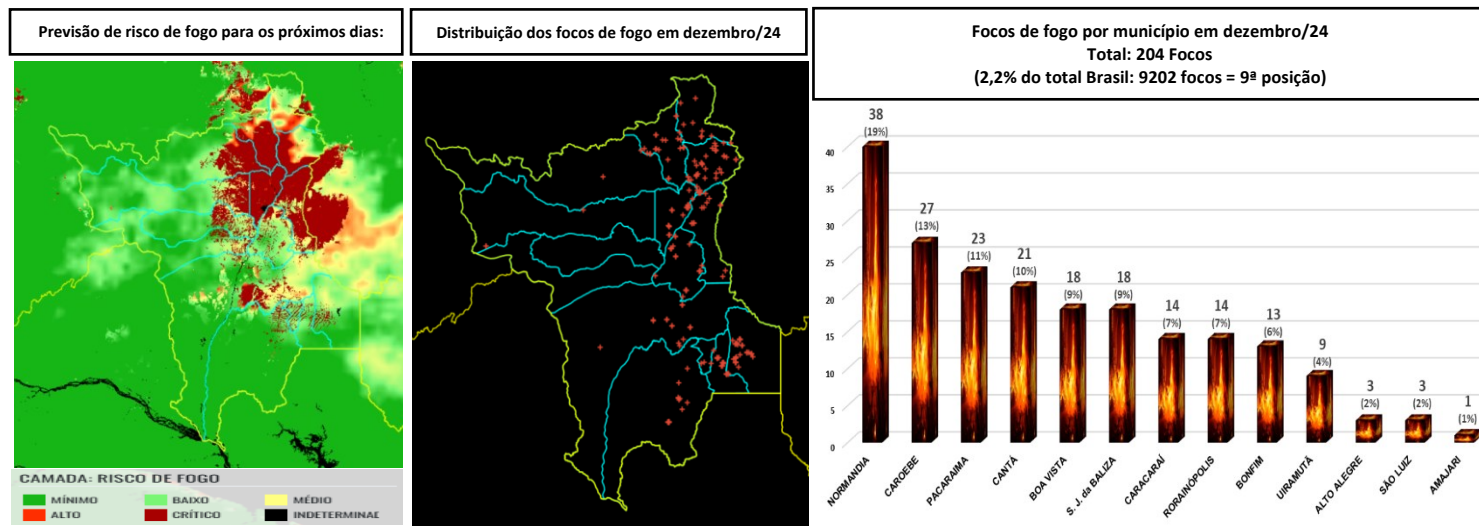 Previsão de risco de fogo para os próximos dias:
CAMADA: RISCO DE FOGO
MÍNIMO
BAIXO
MÉDIO
ALTO
CRÍTICO
INDETERMINAE
Distribuição dos focos de fogo em dezembro/24
Focos de fogo por município em dezembro/24
Total: 204 Focos
(2,2% do total Brasil: 9202 focos = 9ª posição)
40
35
30
25
20
15
10
5
0
38
(19%)
27
(13%)
23
(11%)
21
(10%)
18
(9%)
18
(9%)
14
(7%)
14
(7%)
13
(6%)
9
(4%)
3
(2%)
3
(2%)
1
(1%)
NORMANDIA
CAROEBE
PACARAIMA
CANTÁ
BOA VISTA
S. J. da BALIZA
CARACARAÍ
RORAINÓPOLIS
BONFIM
UIRAMUTÃ
ALTO ALEGRE
SÃO LUIZ
AMAJARI